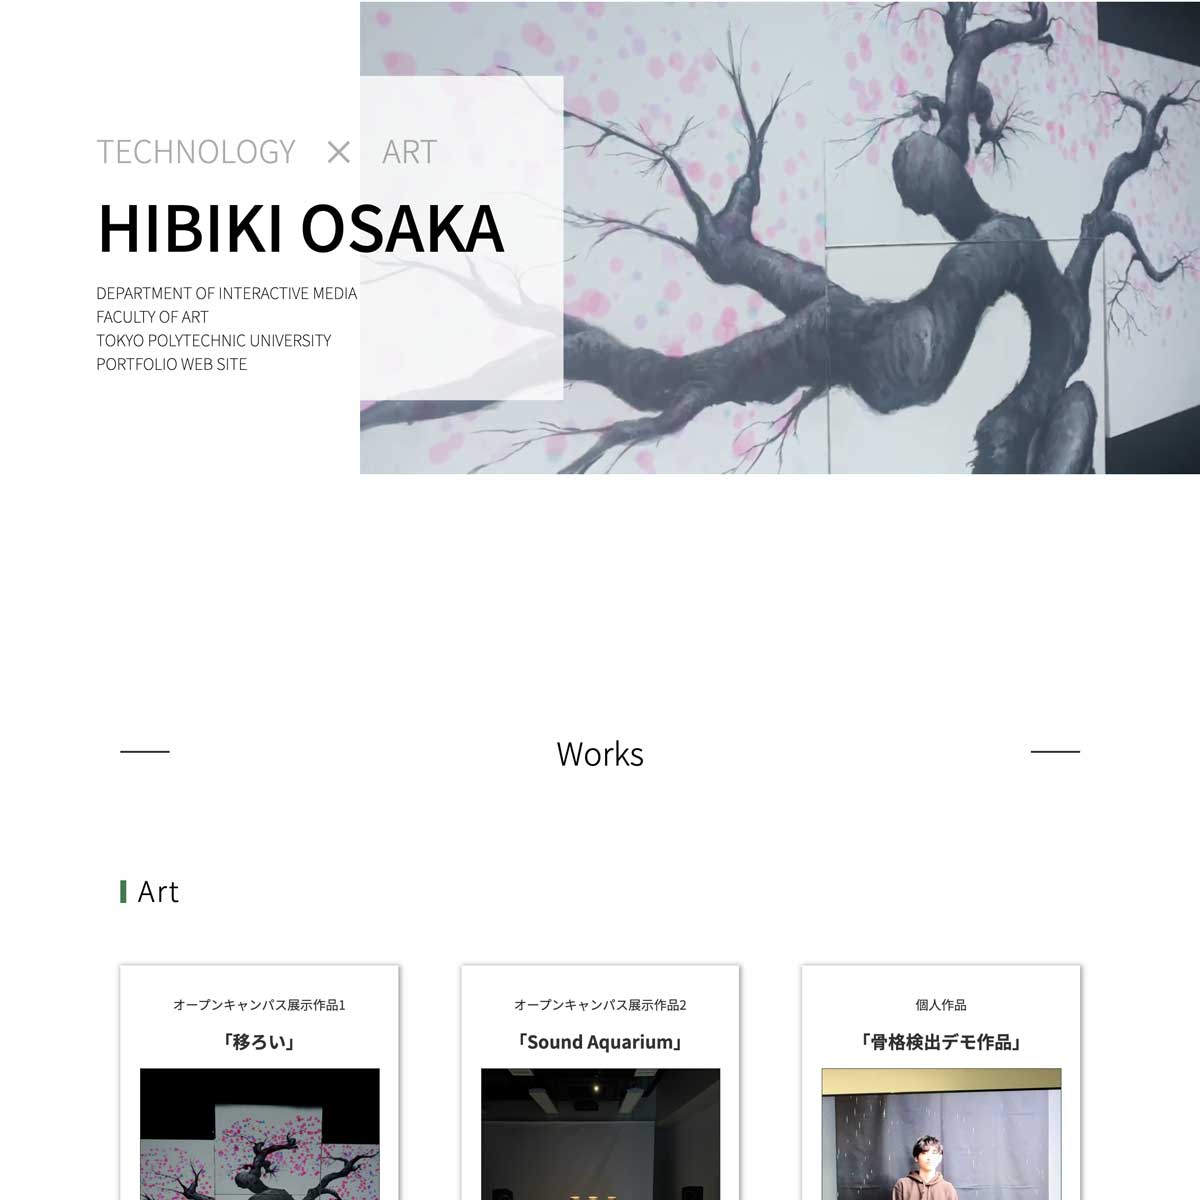 TECHNOLOGY × ART
HIBIKI OSAKA
DEPARTMENT OF INTERACTIVE MEDIA
FACULTY OF ART
TOKYO POLYTECHNIC UNIVERSITY
PORTFOLIO WEB SITE
Works
Art
オープンキャンパス展示作品1
「移ろい」
オープンキャンパス展示作品2
「Sound Aquarium」
個人作品
「骨格検出デモ作品」